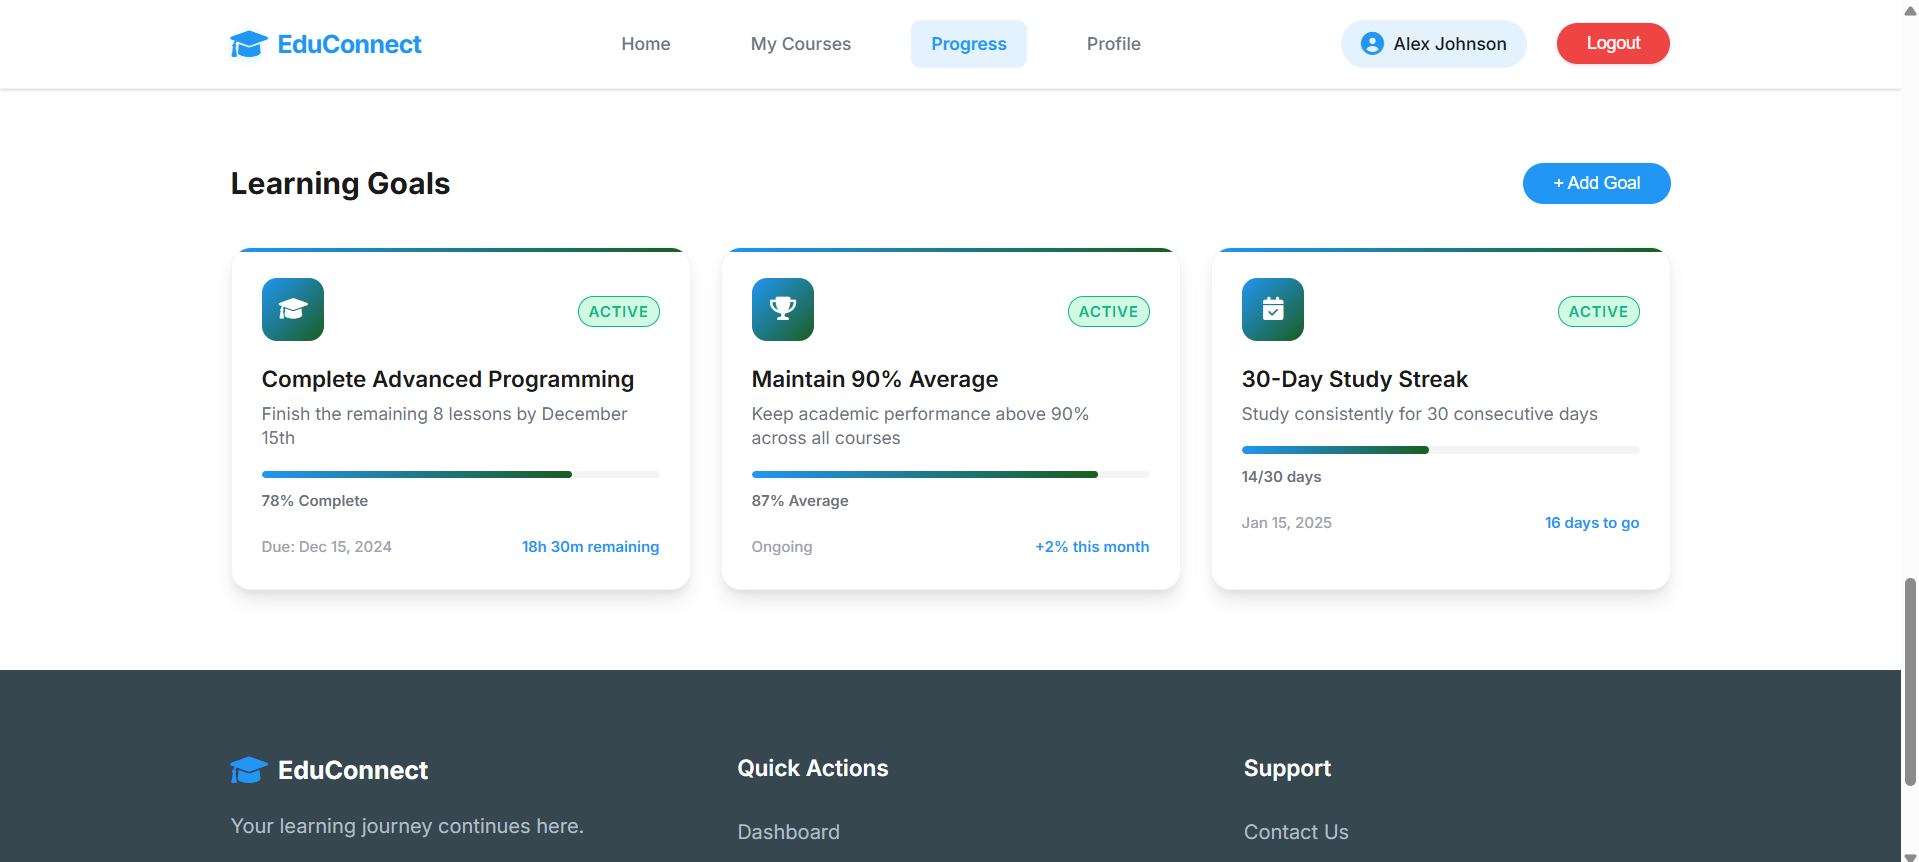 EduConnect
Home
My Courses
Progress
Profile
Alex Johnson
Logout
Learning Goals
+ Add Goal
ACTIVE
Complete Advanced Programming
Finish the remaining 8 lessons by December
15th
78% Complete
Due: Dec 15, 2024
18h 30m remaining
ACTIVE
Maintain 90% Average
Keep academic performance above 90%
across all courses
87% Average
Ongoing
+2% this month
ACTIVE
30-Day Study Streak
Study consistently for 30 consecutive days
14/30 days
Jan 15, 2025
16 days to go
EduConnect
Your learning journey continues here.
Quick Actions
Dashboard
Support
Contact Us